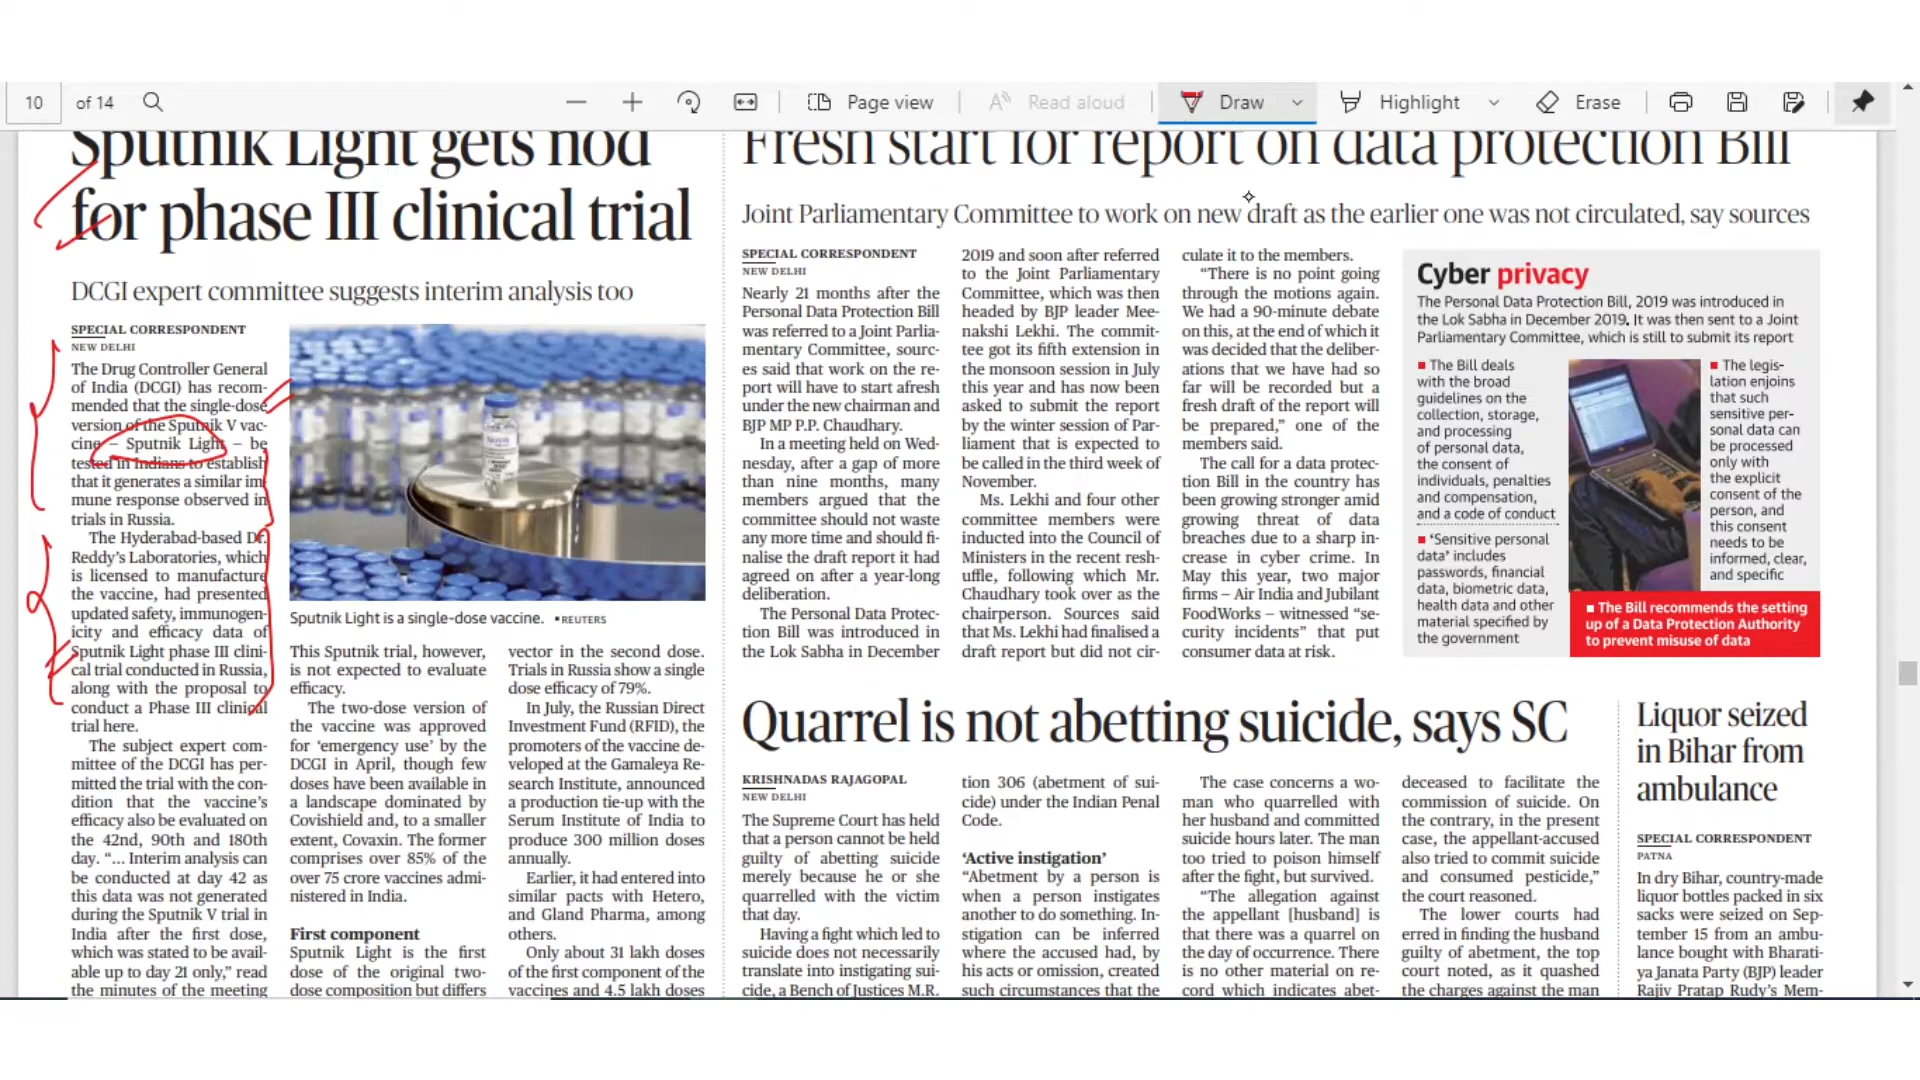 10 of 14
Page view
Read aloud
Draw
Highlight
Erase
Sputnik Light gets nod
for phase III clinical trial
DCGI expert committee suggests interim analysis too
SPECIAL CORRESPONDENT
NEW DELHI
The Drug Controller General
of India (DCGI) has recom-
mended that the single-dose
version of the Sputnik V vac-
cine – Sputnik Light – be
tested in Indians to establish
that it generates a similar im-
mune response observed in
trials in Russia.
The Hyderabad-based Dr.
Reddy's Laboratories, which
is licensed to manufacture
the vaccine, had presented
updated safety, immunogen-
icity and efficacy data of
Sputnik Light phase III clini-
cal trial conducted in Russia,
along with the proposal to
conduct a Phase III clinical
trial here.
The subject expert com-
mittee of the DCGI has per-
mitted the trial with the con-
dition that the vaccine's
efficacy also be evaluated on
the 42nd, 90th and 180th
day. “... Interim analysis can
be conducted at day 42 as
this data was not generated
during the Sputnik V trial in
India after the first dose,
which was stated to be avail-
able up to day 21 only,” read
the minutes of the meeting
Sputnik Light is a single-dose vaccine. ▪REUTERS
This Sputnik trial, however,
is not expected to evaluate
efficacy.
The two-dose version of
the vaccine was approved
for ‘emergency use’ by the
DCGI in April, though few
doses have been available in
a landscape dominated by
Covishield and, to a smaller
extent, Covaxin. The former
comprises over 85% of the
over 75 crore vaccines admi-
nistered in India.
First component
Sputnik Light is the first
dose of the original two-
dose composition but differs
vector in the second dose.
Trials in Russia show a single
dose efficacy of 79%.
In July, the Russian Direct
Investment Fund (RFID), the
promoters of the vaccine de-
veloped at the Gamaleya Re-
search Institute, announced
a production tie-up with the
Serum Institute of India to
produce 300 million doses
annually.
Earlier, it had entered into
similar pacts with Hetero,
and Gland Pharma, among
others.
Only about 31 lakh doses
of the first component of the
vaccines and 4.5 lakh doses
Fresh start for report on data protection Bill
Joint Parliamentary Committee to work on new draft as the earlier one was not circulated, say sources
SPECIAL CORRESPONDENT
NEW DELHI
Nearly 21 months after the
Personal Data Protection Bill
was referred to a Joint Parlia-
mentary Committee, sourc-
es said that work on the re-
port will have to start afresh
under the new chairman and
BJP MP P.P. Chaudhary.
In a meeting held on Wed-
nesday, after a gap of more
than nine months, many
members argued that the
committee should not waste
any more time and should fi-
nalise the draft report it had
agreed on after a year-long
deliberation.
The Personal Data Protec-
tion Bill was introduced in
the Lok Sabha in December
2019 and soon after referred
to the Joint Parliamentary
Committee, which was then
headed by BJP leader Mee-
nakshi Lekhi. The commit-
tee got its fifth extension in
the monsoon session in July
this year and has now been
asked to submit the report
by the winter session of Par-
liament that is expected to
be called in the third week of
November.
Ms. Lekhi and four other
committee members were
inducted into the Council of
Ministers in the recent resh-
uffle, following which Mr.
Chaudhary took over as the
chairperson. Sources said
that Ms. Lekhi had finalised a
draft report but did not cir-
culate it to the members.
“There is no point going
through the motions again.
We had a 90-minute debate
on this, at the end of which it
was decided that the deliber-
ations that we have had so
far will be recorded but a
fresh draft of the report will
be prepared,” one of the
members said.
The call for a data protec-
tion Bill in the country has
been growing stronger amid
growing threat of data
breaches due to a sharp in-
crease in cyber crime. In
May this year, two major
firms – Air India and Jubilant
FoodWorks – witnessed “se-
curity incidents” that put
consumer data at risk.
Cyber privacy
The Personal Data Protection Bill, 2019 was introduced in
the Lok Sabha in December 2019. It was then sent to a Joint
Parliamentary Committee, which is still to submit its report
■ The Bill deals
with the broad
guidelines on the
collection, storage,
and processing
of personal data,
the consent of
individuals, penalties
and compensation,
and a code of conduct
■ ‘Sensitive personal
data’ includes
passwords, financial
data, biometric data,
health data and other
material specified by
the government
■ The legis-
lation enjoins
that such
sensitive per-
sonal data can
be processed
only with
the explicit
consent of the
person, and
this consent
needs to be
informed, clear,
and specific
■ The Bill recommends the setting
up of a Data Protection Authority
to prevent misuse of data
Quarrel is not abetting suicide, says SC
KRISHNADAS RAJAGOPAL
NEW DELHI
The Supreme Court has held
that a person cannot be held
guilty of abetting suicide
merely because he or she
quarrelled with the victim
that day.
Having a fight which led to
suicide does not necessarily
translate into instigating sui-
cide, a Bench of Justices M.R.
tion 306 (abetment of sui-
cide) under the Indian Penal
Code.
‘Active instigation’
“Abetment by a person is
when a person instigates
another to do something. In-
stigation can be inferred
where the accused had, by
his acts or omission, created
such circumstances that the
The case concerns a wo-
man who quarrelled with
her husband and committed
suicide hours later. The man
too tried to poison himself
after the fight, but survived.
“The allegation against
the appellant [husband] is
that there was a quarrel on
the day of occurrence. There
is no other material on re-
cord which indicates abet-
deceased to facilitate the
commission of suicide. On
the contrary, in the present
case, the appellant-accused
also tried to commit suicide
and consumed pesticide,”
the court reasoned.
The lower courts had
erred in finding the husband
guilty of abetment, the top
court noted, as it quashed
the charges against the man
Liquor seized
in Bihar from
ambulance
SPECIAL CORRESPONDENT
PATNA
In dry Bihar, country-made
liquor bottles packed in six
sacks were seized on Sep-
tember 15 from an ambu-
lance bought with Bharati-
ya Janata Party (BJP) leader
Rajiv Pratap Rudy's Mem-